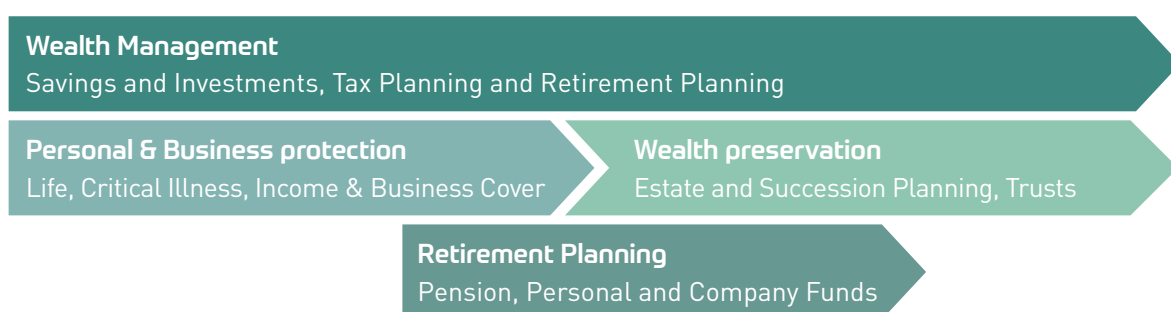 Wealth Management
Savings and Investments, Tax Planning and Retirement Planning
Personal & Business protection
Life, Critical Illness, Income & Business Cover
Wealth preservation
Estate and Succession Planning, Trusts
Retirement Planning
Pension, Personal and Company Funds